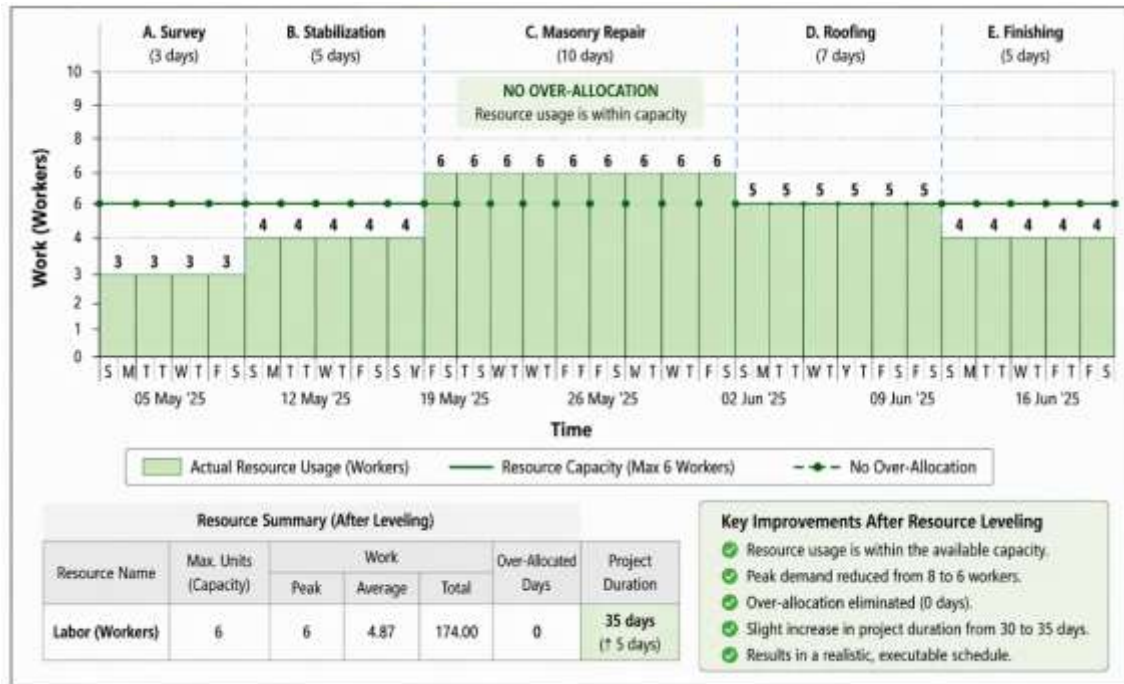 A. Survey
(3 days)
B. Stabilization
(5 days)
C. Masonry Repair
(10 days)
D. Roofing
(7 days)
E. Finishing
(5 days)
NO OVER-ALLOCATION
Resource usage is within capacity
Work (Workers)
10
9
8
6
6
4
3
2
1
0
3 3 3 3
4 4 4 4 4
6 6 6 6 6 6 6 6 6 6
5 5 5 5 5 5
4 4 4 4 4
S M T T W T F S S M T T W T F S S W F S T S W T W T F F S W T W T F F S S M T T W T Y T F S F S S M T T W T F T F S
05 May '25 12 May '25 19 May '25 26 May '25 02 Jun '25 09 Jun '25 16 Jun '25
Time
Actual Resource Usage (Workers) Resource Capacity (Max 6 Workers) No Over-Allocation
Resource Summary (After Leveling)
Resource Name
Max. Units
(Capacity)
Work
Peak Average Total
Over-Allocated
Days
Project
Duration
Labor (Workers) 6 6 4.87 174.00 0
35 days
(↑ 5 days)
Key Improvements After Resource Leveling
Resource usage is within the available capacity.
Peak demand reduced from 8 to 6 workers.
Over-allocation eliminated (0 days).
Slight increase in project duration from 30 to 35 days.
Results in a realistic, executable schedule.